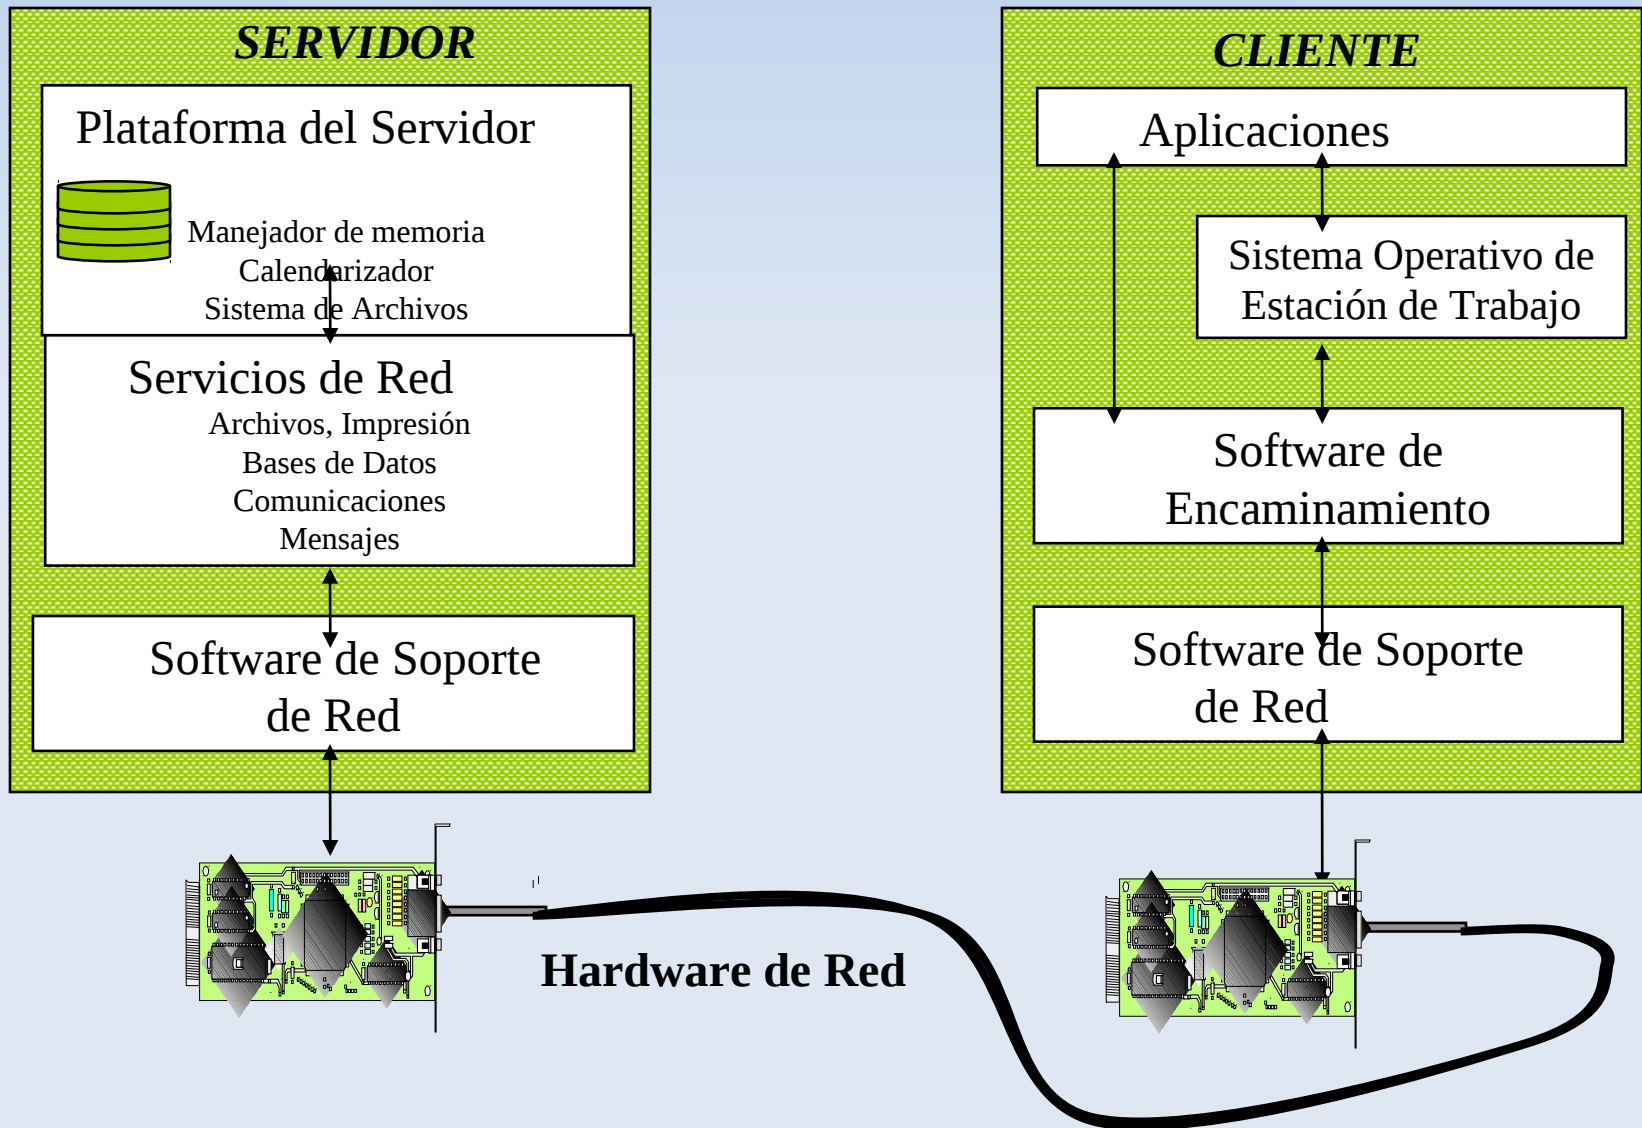 SERVIDOR
Plataforma del Servidor
Manejador de memoria
Calendarizador
Sistema de Archivos
Servicios de Red
Archivos, Impresión
Bases de Datos
Comunicaciones
Mensajes
Software de Soporte
de Red
CLIENTE
Aplicaciones
Sistema Operativo de
Estación de Trabajo
Software de
Encaminamiento
Software de Soporte
de Red
Hardware de Red